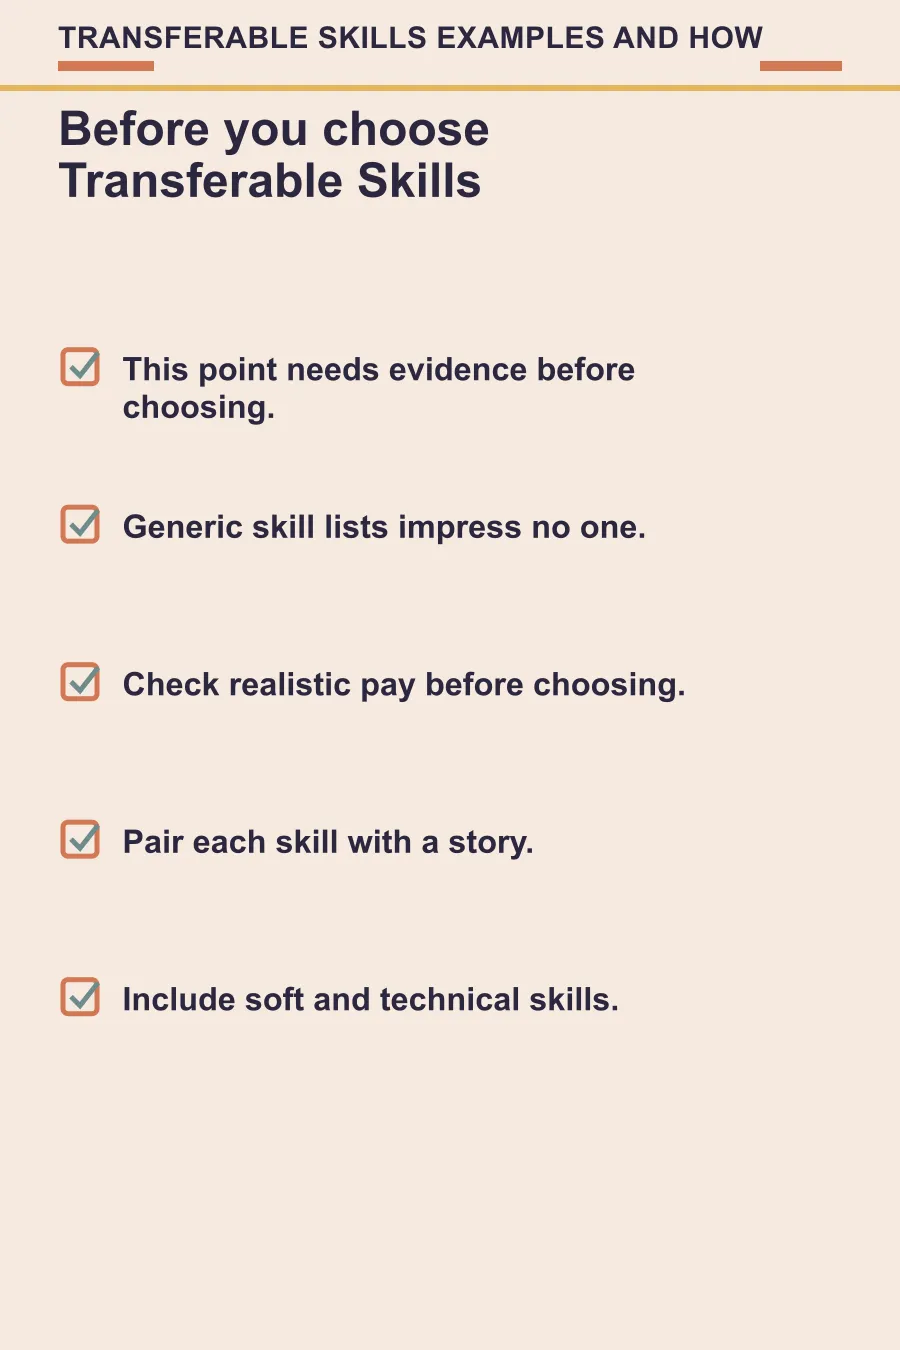 TRANSFERABLE SKILLS EXAMPLES AND HOW
Before you choose
Transferable Skills
This point needs evidence before
choosing.
Generic skill lists impress no one.
Check realistic pay before choosing.
Pair each skill with a story.
Include soft and technical skills.